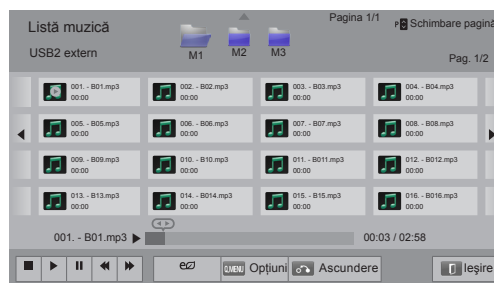 Listă muzică
Pagina 1/1
P Schimbare pagină
USB2 extern
M1 M2 M3
Pag. 1/2
001. - B01.mp3
00:00
002. - B02.mp3
00:00
003. - B03.mp3
00:00
004. - B04.mp3
00:00
005. - B05.mp3
00:00
006. - B06.mp3
00:00
007. - B07.mp3
00:00
008. - B08.mp3
00:00
009. - B09.mp3
00:00
010. - B10.mp3
00:00
011. - B011.mp3
00:00
012. - B012.mp3
00:00
013. - B13.mp3
00:00
014. - B014.mp3
00:00
015. - B15.mp3
00:00
016. - B016.mp3
00:00
001. - B01.mp3
00:03 / 02:58
Q.MENU Opțiuni Ascundere Ieșire